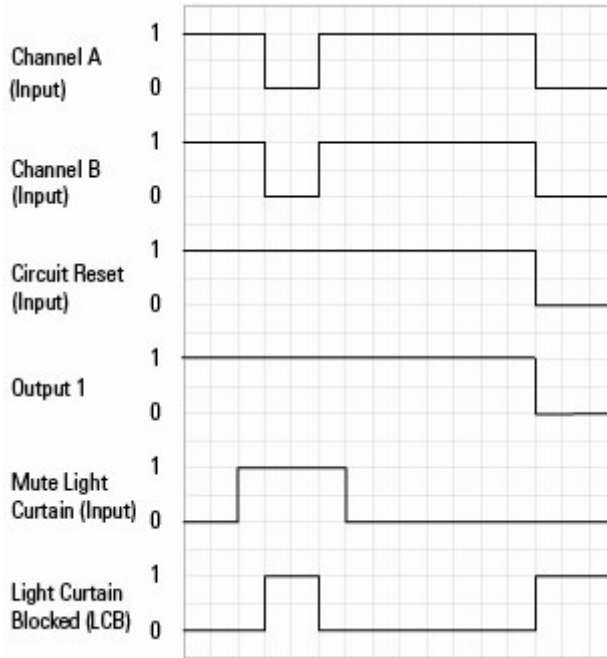 1
Channel A
(Input)
0
1
Channel B
(Input)
0
1
Circuit Reset
(Input)
0
1
Output 1
0
1
Mute Light
Curtain (Input)
0
1
Light Curtain
Blocked (LCB)
0